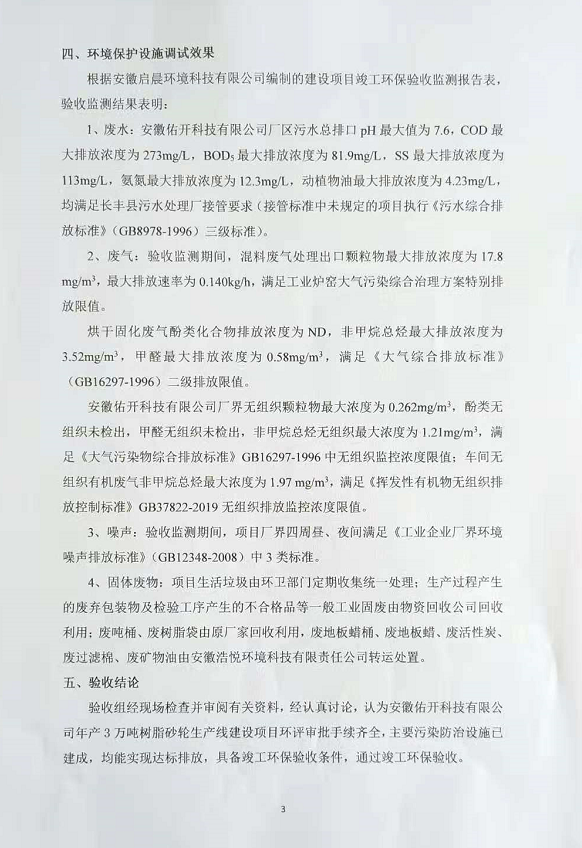 四、环境保护设施调试效果
根据安徽启晨环境科技有限公司编制的建设项目竣工环保验收监测报告表，
验收监测结果表明：
1、废水：安徽佑开科技有限公司厂区污水总排口 pH 最大值为 7.6，COD 最
大排放浓度为 273mg/L，BOD₅ 最大排放浓度为 81.9mg/L，SS 最大排放浓度为
113mg/L，氨氮最大排放浓度为 12.3mg/L，动植物油最大排放浓度为 4.23mg/L，
均满足长丰县污水处理厂接管要求（接管标准中未规定的项目执行《污水综合排
放标准》（GB8978-1996）三级标准）。
2、废气：验收监测期间，混料废气处理出口颗粒物最大排放浓度为 17.8
mg/m³，最大排放速率为 0.140kg/h，满足工业炉窑大气污染综合治理方案特别排
放限值。
烘干固化废气酚类化合物排放浓度为 ND，非甲烷总烃最大排放浓度为
3.52mg/m³，甲醛最大排放浓度为 0.58mg/m³，满足《大气综合排放标准》
（GB16297-1996）二级排放限值。
安徽佑开科技有限公司厂界无组织颗粒物最大浓度为 0.262mg/m³，酚类无
组织未检出，甲醛无组织未检出，非甲烷总烃无组织最大浓度为 1.21mg/m³，满
足《大气污染物综合排放标准》GB16297-1996 中无组织监控浓度限值；车间无
组织有机废气非甲烷总烃最大浓度为 1.97 mg/m³，满足《挥发性有机物无组织排
放控制标准》GB37822-2019 无组织排放监控浓度限值。
3、噪声：验收监测期间，项目厂界四周昼、夜间满足《工业企业厂界环境
噪声排放标准》（GB12348-2008）中 3 类标准。
4、固体废物：项目生活垃圾由环卫部门定期收集统一处理；生产过程产生
的废弃包装物及检验工序产生的不合格品等一般工业固废由物资回收公司回收
利用；废吨桶、废树脂袋由原厂家回收利用，废地板蜡桶、废地板蜡、废活性炭、
废过滤棉、废矿物油由安徽浩悦环境科技有限责任公司转运处置。
五、验收结论
验收组经现场检查并审阅有关资料，经认真讨论，认为安徽佑开科技有限公
司年产 3 万吨树脂砂轮生产线建设项目环评审批手续齐全，主要污染防治设施已
建成，均能实现达标排放，具备竣工环保验收条件，通过竣工环保验收。
3